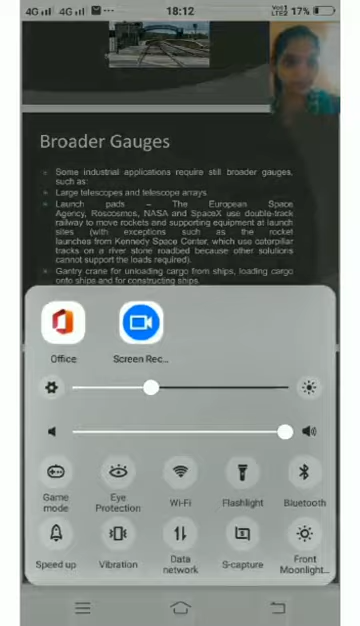 4G 4G 18:12 VoI LTE2 17%
Broader Gauges
Some industrial applications require still broader gauges,
such as:
Large telescopes and telescope arrays.
Launch pads – The European Space
Agency, Roscosmos, NASA and SpaceX use double-track
railway to move rockets and supporting equipment at launch
sites (with exceptions such as the rocket
launches from Kennedy Space Center, which use caterpillar
tracks on a river stone roadbed because other solutions
cannot support the loads required).
Gantry crane for unloading cargo from ships, loading cargo
onto ships and for constructing ships.
Office Screen Rec...
Game mode
Eye Protection
Wi-Fi
Flashlight
Bluetooth
Speed up
Vibration
Data network
S-capture
Front Moonlight...